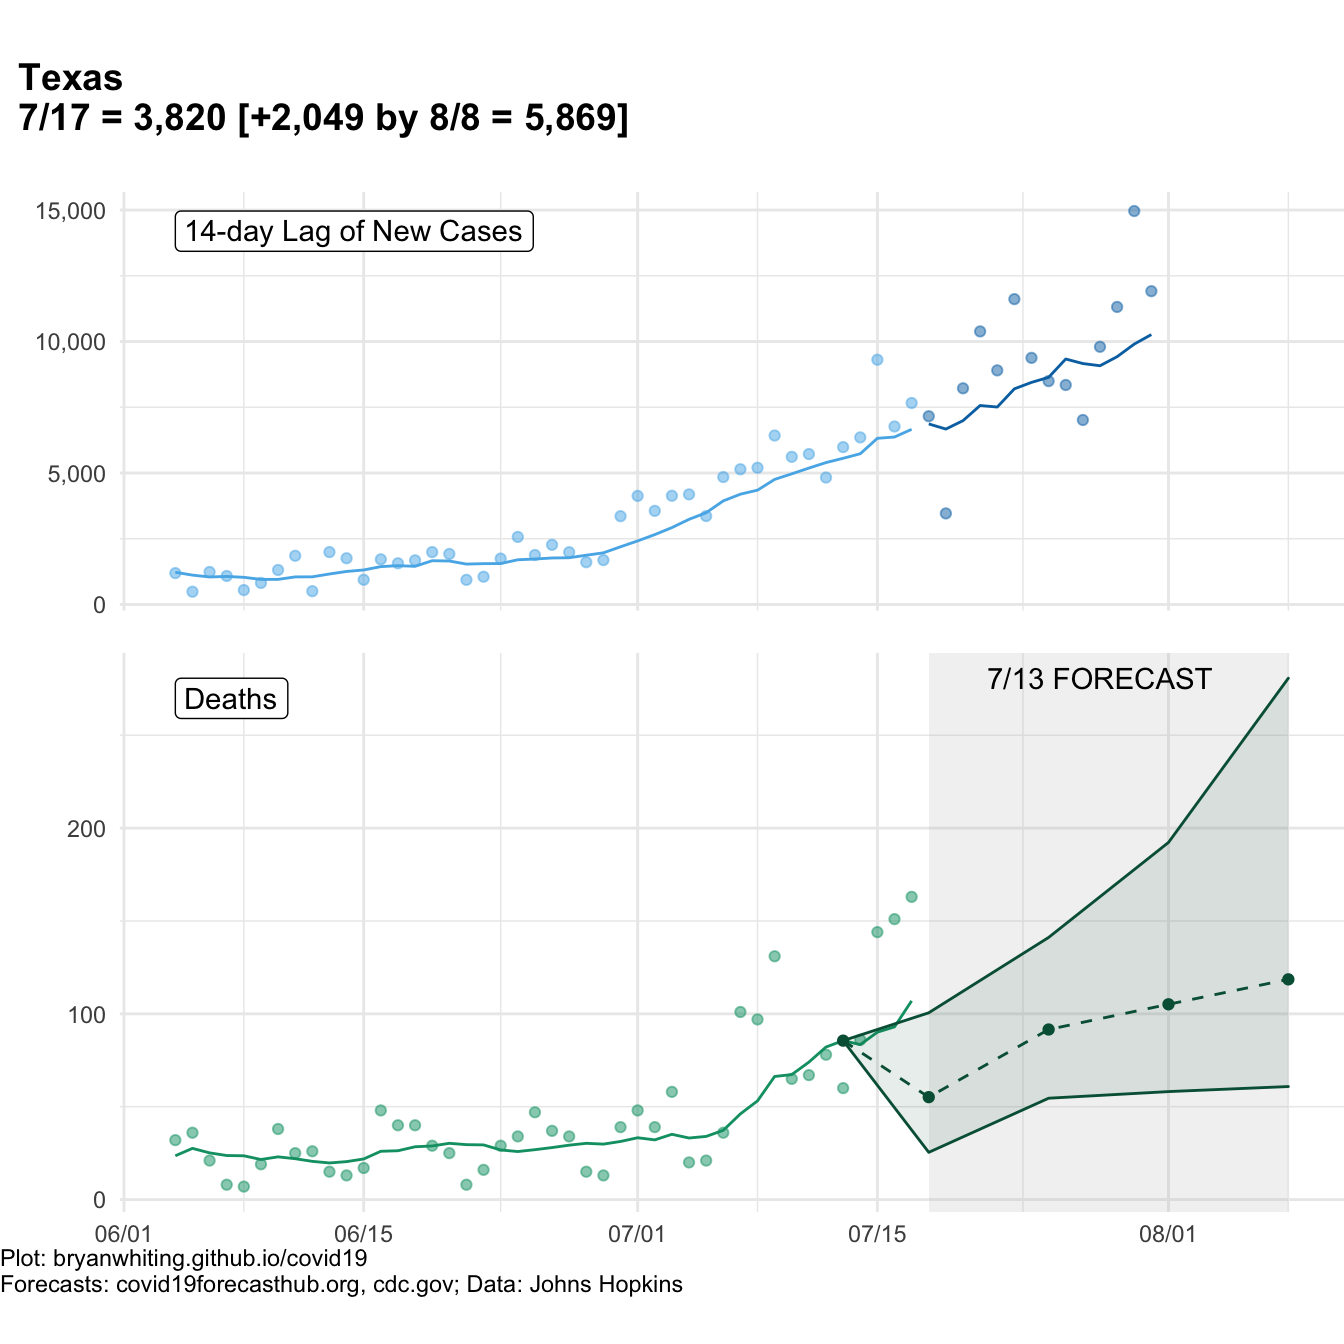 Texas
7/17 = 3,820 [+2,049 by 8/8 = 5,869]
15,000
14-day Lag of New Cases
10,000
5,000
0
7/13 FORECAST
Deaths
200
100
0
06/01 06/15 07/01 07/15 08/01
Plot: bryanwhiting.github.io/covid19
Forecasts: covid19forecasthub.org, cdc.gov; Data: Johns Hopkins